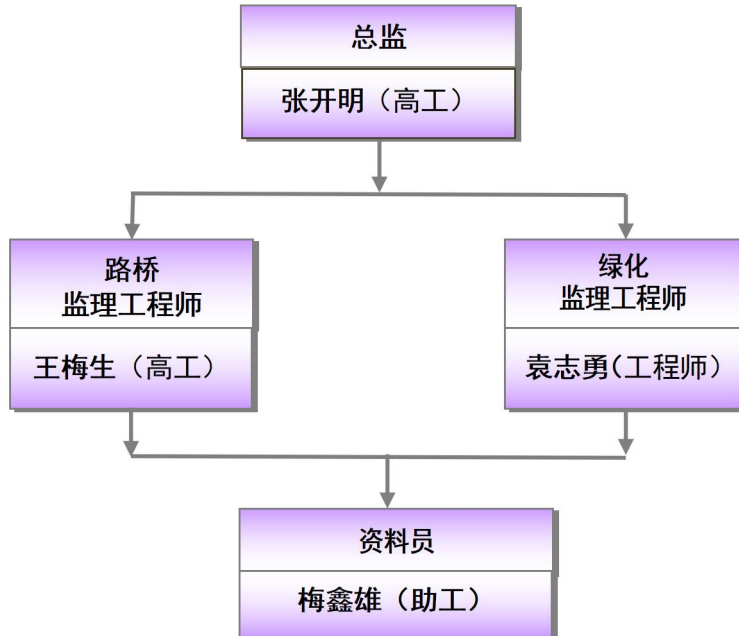 总监
张开明（高工）
路桥
监理工程师
王梅生（高工）
绿化
监理工程师
袁志勇(工程师）
资料员
梅鑫雄（助工）